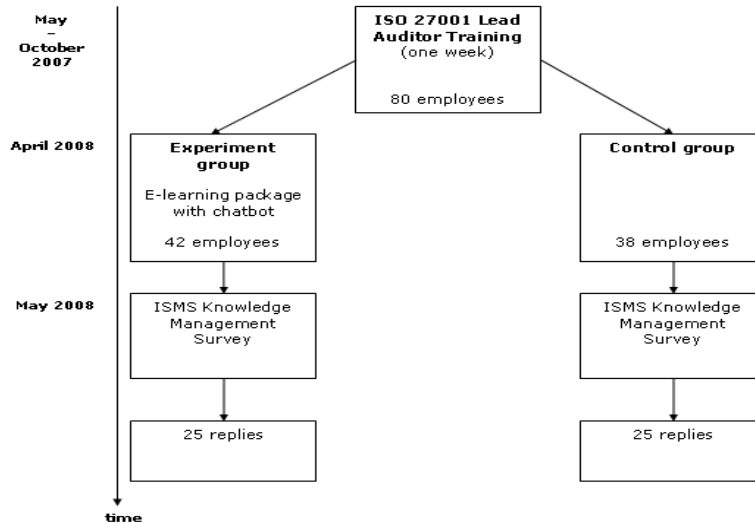 May
–
October
2007
ISO 27001 Lead
Auditor Training
(one week)
80 employees
April 2008
Experiment
group
E-learning package
with chatbot
42 employees
Control group
38 employees
May 2008
ISMS Knowledge
Management
Survey
ISMS Knowledge
Management
Survey
25 replies
25 replies
time